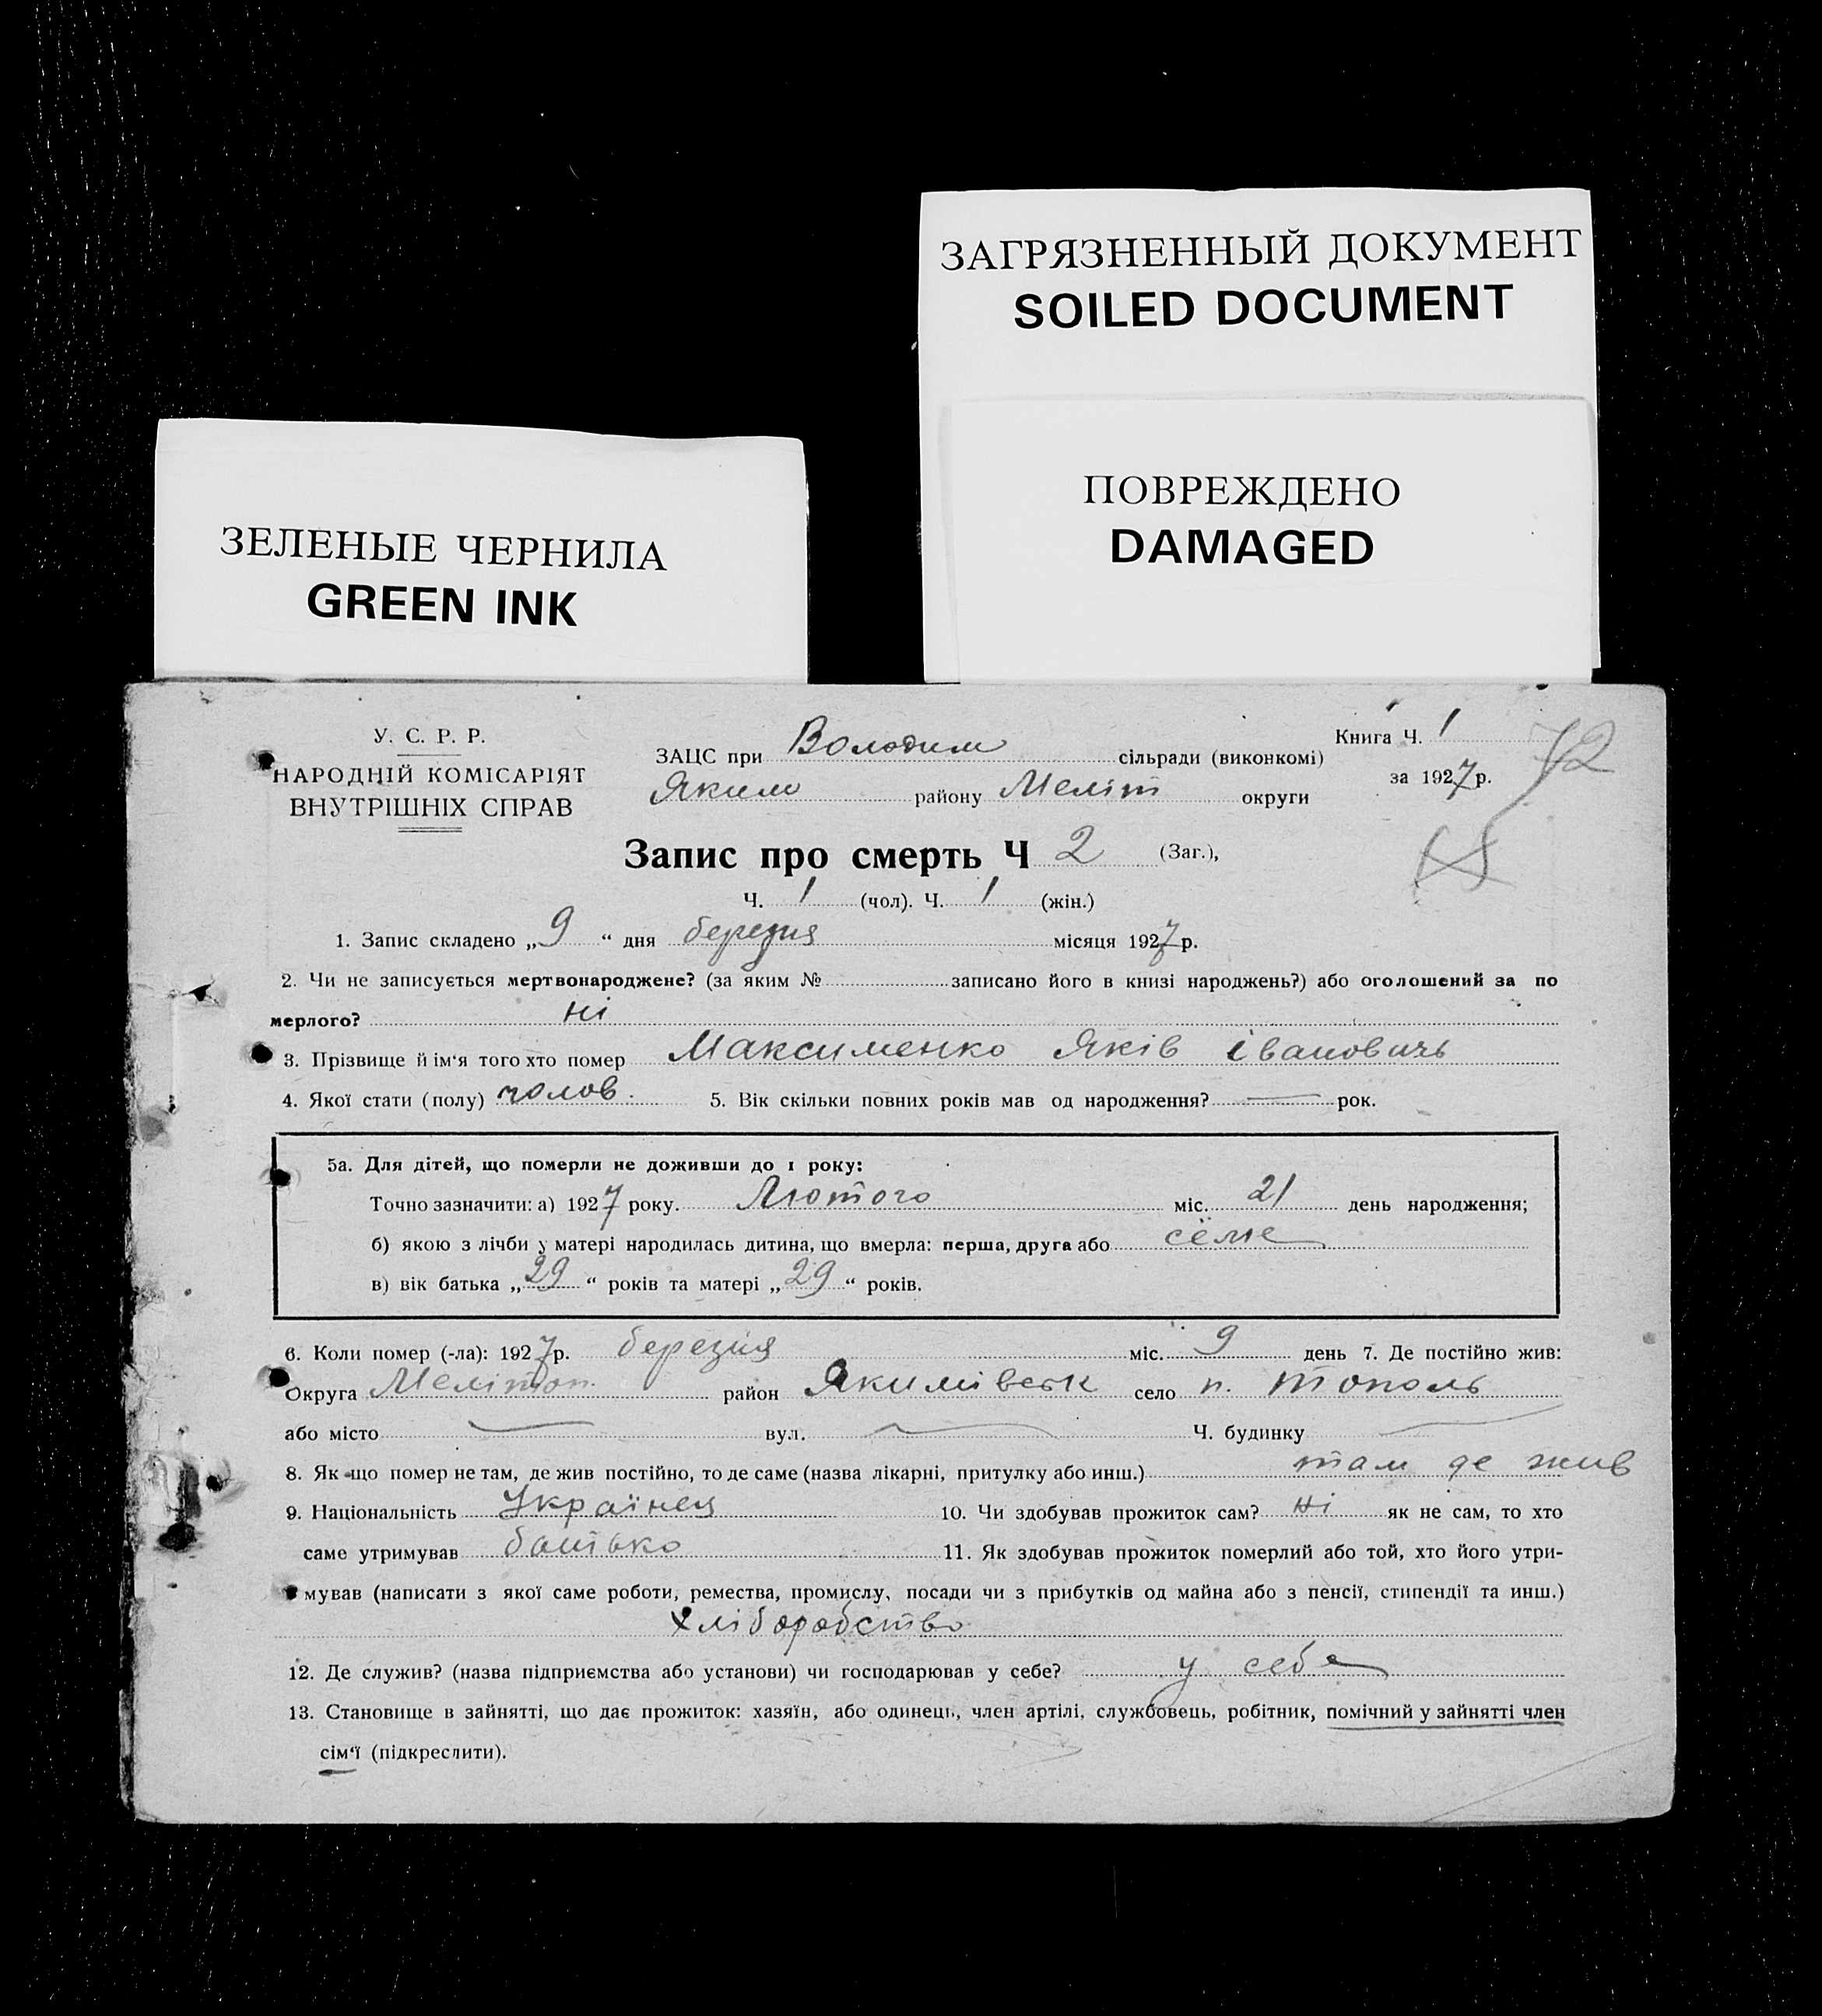 ЗАГРЯЗНЕННЫЙ ДОКУМЕНТ
SOILED DOCUMENT
ПОВРЕЖДЕНО
DAMAGED
ЗЕЛЕНЫЕ ЧЕРНИЛА
GREEN INK
У. С. Р. Р.
НАРОДНІЙ КОМІСАРІЯТ
ВНУТРІШНІХ СПРАВ
ЗАЦС при Володим сільради (виконкомі)
Яким району Меліт округи
Книга Ч. 1
за 1927 р.
72
Запис про смерть Ч 2 (Заг.),
Ч. 1 (чол). Ч. 1 (жін.)
1. Запис складено „9“ дня березня місяця 1927 р.
2. Чи не записується мертвонароджене? (за яким № записано його в книзі народжень?) або оголошений за по
мерлого? Ні
3. Прізвище й ім'я того хто помер Максименко Яків Івановичь
4. Якої стати (полу) чолов. 5. Вік скільки повних років мав од народження? — рок.
5а. Для дітей, що померли не доживши до 1 року:
Точно зазначити: а) 1927 року. Лютого міс. 21 день народження;
б) якою з лічби у матері народилась дитина, що вмерла: перша, друга або
в) вік батька „29“ років та матері „29“ років.
6. Коли помер (-ла): 1927 р. березня міс. 9 день 7. Де постійно жив:
Округа Мелітоп. район Якимівськ село п. Тополь
або місто — вул. — Ч. будинку —
8. Як що помер не там, де жив постійно, то де саме (назва лікарні, притулку або инш.) там де жив
9. Національність Українец 10. Чи здобував прожиток сам? Ні як не сам, то хто
саме утримував батько 11. Як здобував прожиток померлий або той, хто його утри-
мував (написати з якої саме роботи, ремества, промислу, посади чи з прибутків од майна або з пенсії, стипендії та инш.)
хліборобство
12. Де служив? (назва підприємства або установи) чи господарював у себе? у себе
13. Становище в зайнятті, що дає прожиток: хазяїн, або одинець, член артілі, службовець, робітник, помічний у зайнятті член
сім'ї (підкреслити).